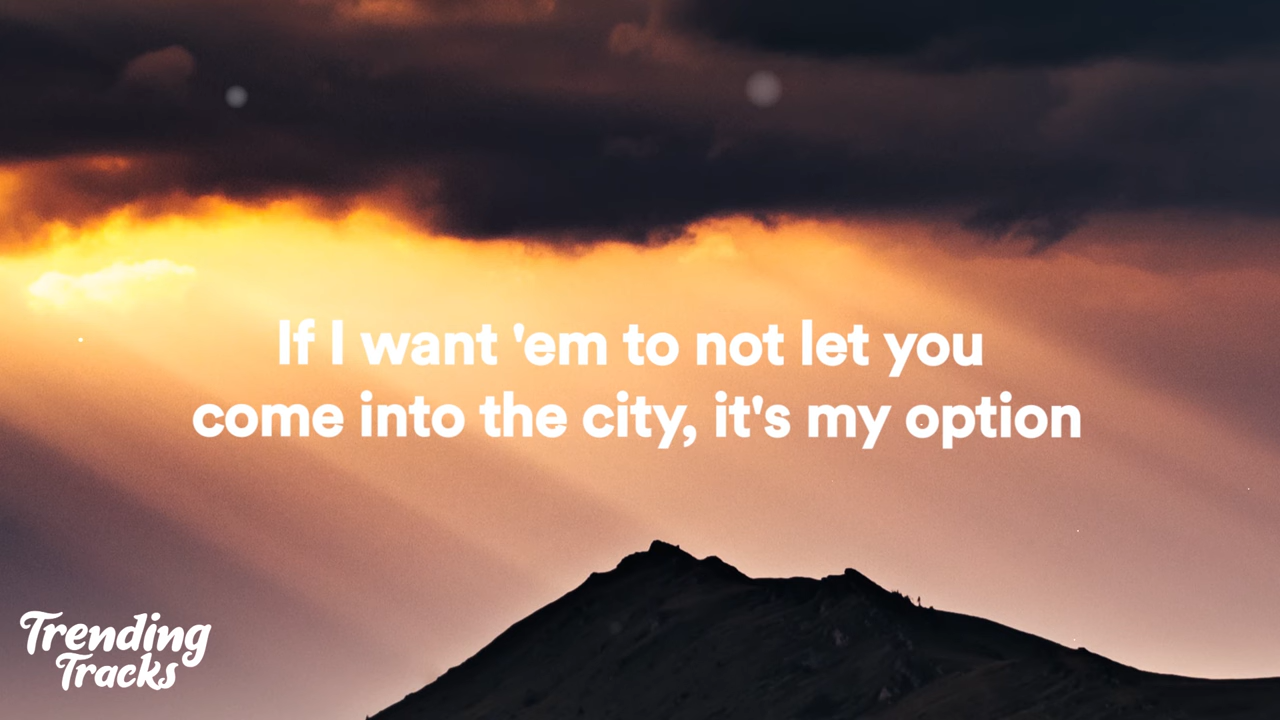 If I want 'em to not let you
come into the city, it's my option
Trending
Tracks